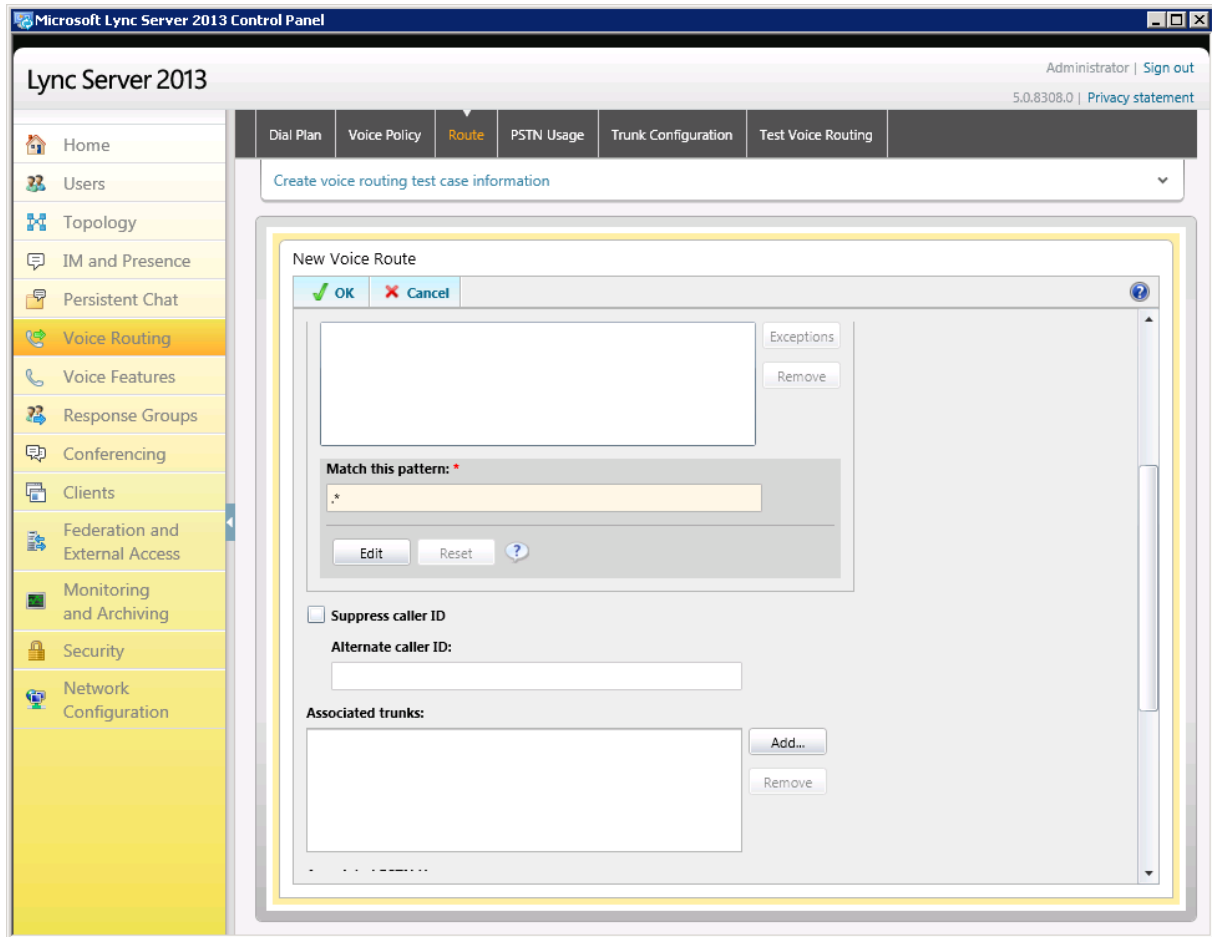 Microsoft Lync Server 2013 Control Panel
Lync Server 2013
Administrator | Sign out
5.0.8308.0 | Privacy statement
Home
Users
Topology
IM and Presence
Persistent Chat
Voice Routing
Voice Features
Response Groups
Conferencing
Clients
Federation and
External Access
Monitoring
and Archiving
Security
Network
Configuration
Dial Plan Voice Policy Route PSTN Usage Trunk Configuration Test Voice Routing
Create voice routing test case information
New Voice Route
OK Cancel
Exceptions
Remove
Match this pattern: *
.*
Edit Reset
Suppress caller ID
Alternate caller ID:
Associated trunks:
Add...
Remove